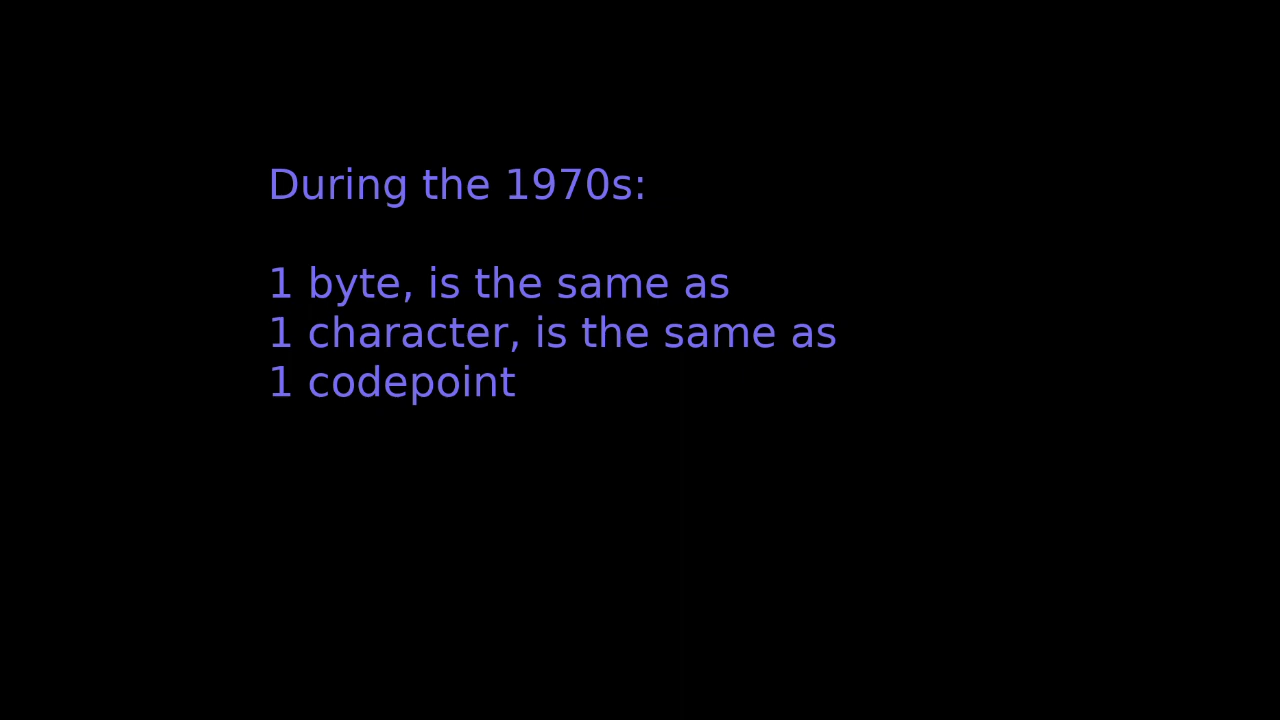 During the 1970s:
1 byte, is the same as
1 character, is the same as
1 codepoint